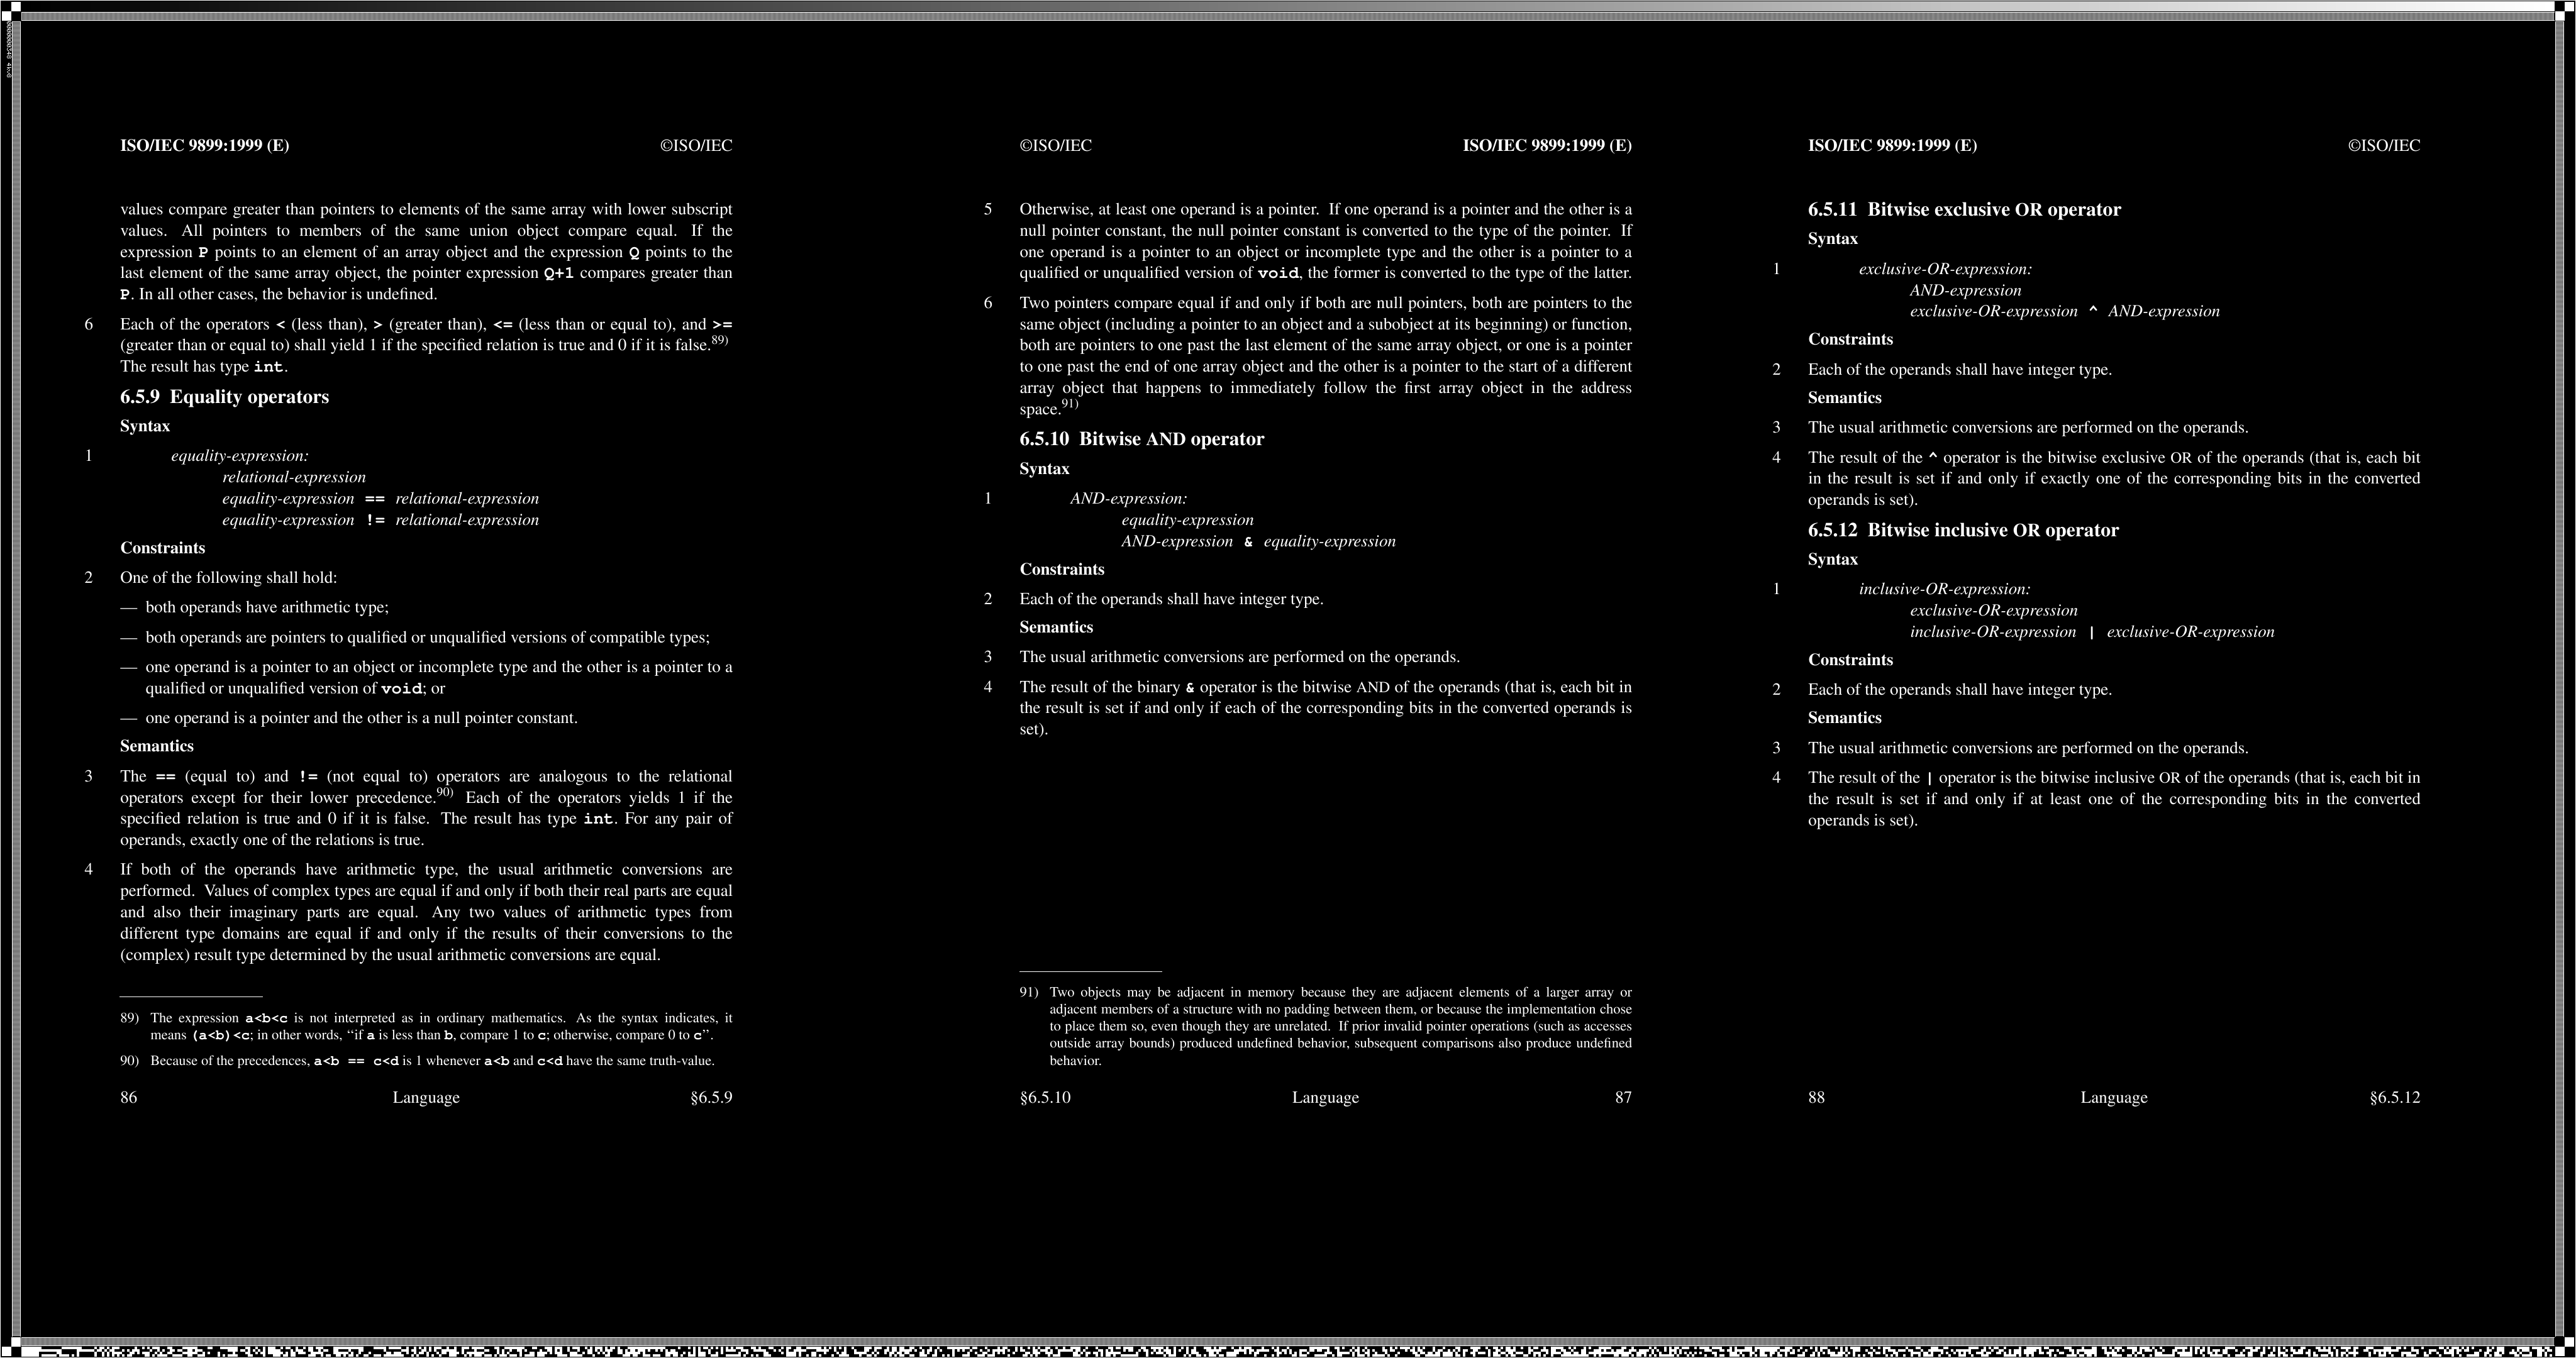 ISO/IEC 9899:1999 (E) ©ISO/IEC
values compare greater than pointers to elements of the same array with lower subscript
values. All pointers to members of the same union object compare equal. If the
expression P points to an element of an array object and the expression Q points to the
last element of the same array object, the pointer expression Q+1 compares greater than
P. In all other cases, the behavior is undefined.
6 Each of the operators < (less than), > (greater than), <= (less than or equal to), and >=
(greater than or equal to) shall yield 1 if the specified relation is true and 0 if it is false.89)
The result has type int.
6.5.9 Equality operators
Syntax
1 equality-expression:
relational-expression
equality-expression == relational-expression
equality-expression != relational-expression
Constraints
2 One of the following shall hold:
— both operands have arithmetic type;
— both operands are pointers to qualified or unqualified versions of compatible types;
— one operand is a pointer to an object or incomplete type and the other is a pointer to a
qualified or unqualified version of void; or
— one operand is a pointer and the other is a null pointer constant.
Semantics
3 The == (equal to) and != (not equal to) operators are analogous to the relational
operators except for their lower precedence.90) Each of the operators yields 1 if the
specified relation is true and 0 if it is false. The result has type int. For any pair of
operands, exactly one of the relations is true.
4 If both of the operands have arithmetic type, the usual arithmetic conversions are
performed. Values of complex types are equal if and only if both their real parts are equal
and also their imaginary parts are equal. Any two values of arithmetic types from
different type domains are equal if and only if the results of their conversions to the
(complex) result type determined by the usual arithmetic conversions are equal.
89) The expression a<b<c is not interpreted as in ordinary mathematics. As the syntax indicates, it
means (a<b)<c; in other words, “if a is less than b, compare 1 to c; otherwise, compare 0 to c”.
90) Because of the precedences, a<b == c<d is 1 whenever a<b and c<d have the same truth-value.
86 Language §6.5.9
©ISO/IEC ISO/IEC 9899:1999 (E)
5 Otherwise, at least one operand is a pointer. If one operand is a pointer and the other is a
null pointer constant, the null pointer constant is converted to the type of the pointer. If
one operand is a pointer to an object or incomplete type and the other is a pointer to a
qualified or unqualified version of void, the former is converted to the type of the latter.
6 Two pointers compare equal if and only if both are null pointers, both are pointers to the
same object (including a pointer to an object and a subobject at its beginning) or function,
both are pointers to one past the last element of the same array object, or one is a pointer
to one past the end of one array object and the other is a pointer to the start of a different
array object that happens to immediately follow the first array object in the address
space.91)
6.5.10 Bitwise AND operator
Syntax
1 AND-expression:
equality-expression
AND-expression & equality-expression
Constraints
2 Each of the operands shall have integer type.
Semantics
3 The usual arithmetic conversions are performed on the operands.
4 The result of the binary & operator is the bitwise AND of the operands (that is, each bit in
the result is set if and only if each of the corresponding bits in the converted operands is
set).
91) Two objects may be adjacent in memory because they are adjacent elements of a larger array or
adjacent members of a structure with no padding between them, or because the implementation chose
to place them so, even though they are unrelated. If prior invalid pointer operations (such as accesses
outside array bounds) produced undefined behavior, subsequent comparisons also produce undefined
behavior.
§6.5.10 Language 87
ISO/IEC 9899:1999 (E) ©ISO/IEC
6.5.11 Bitwise exclusive OR operator
Syntax
1 exclusive-OR-expression:
AND-expression
exclusive-OR-expression ^ AND-expression
Constraints
2 Each of the operands shall have integer type.
Semantics
3 The usual arithmetic conversions are performed on the operands.
4 The result of the ^ operator is the bitwise exclusive OR of the operands (that is, each bit
in the result is set if and only if exactly one of the corresponding bits in the converted
operands is set).
6.5.12 Bitwise inclusive OR operator
Syntax
1 inclusive-OR-expression:
exclusive-OR-expression
inclusive-OR-expression | exclusive-OR-expression
Constraints
2 Each of the operands shall have integer type.
Semantics
3 The usual arithmetic conversions are performed on the operands.
4 The result of the | operator is the bitwise inclusive OR of the operands (that is, each bit in
the result is set if and only if at least one of the corresponding bits in the converted
operands is set).
88 Language §6.5.12